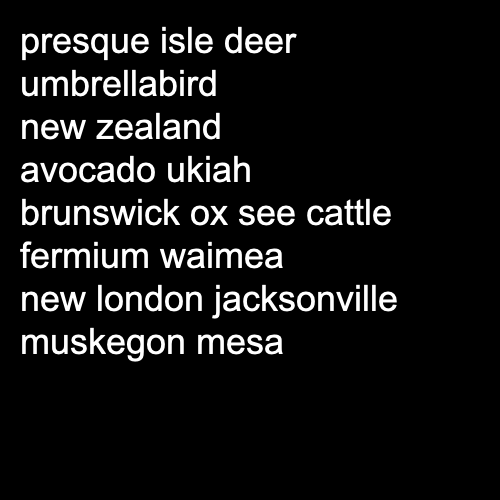 presque isle deer
umbrellabird
new zealand
avocado ukiah
brunswick ox see cattle
fermium waimea
new london jacksonville
muskegon mesa